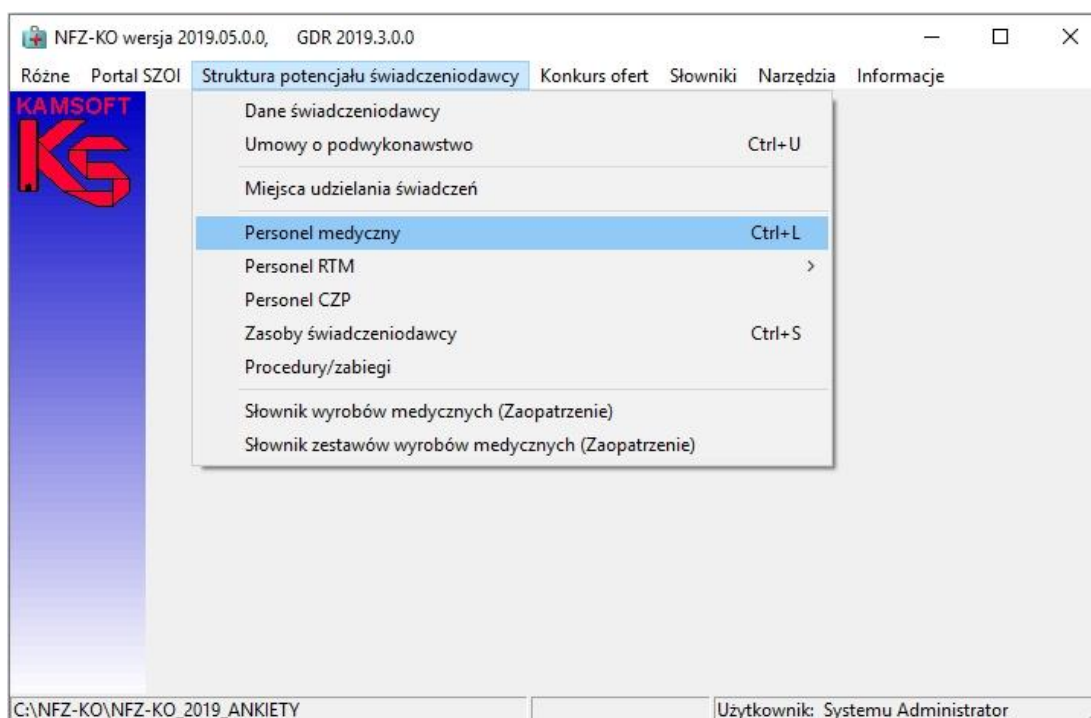 NFZ-KO wersja 2019.05.0.0, GDR 2019.3.0.0
Różne Portal SZOI Struktura potencjału świadczeniodawcy Konkurs ofert Słowniki Narzędzia Informacje
KAMSOFT
KS
Dane świadczeniodawcy
Umowy o podwykonawstwo Ctrl+U
Miejsca udzielania świadczeń
Personel medyczny Ctrl+L
Personel RTM
Personel CZP
Zasoby świadczeniodawcy Ctrl+S
Procedury/zabiegi
Słownik wyrobów medycznych (Zaopatrzenie)
Słownik zestawów wyrobów medycznych (Zaopatrzenie)
C:\NFZ-KO\NFZ-KO_2019_ANKIETY Użytkownik: Systemu Administrator